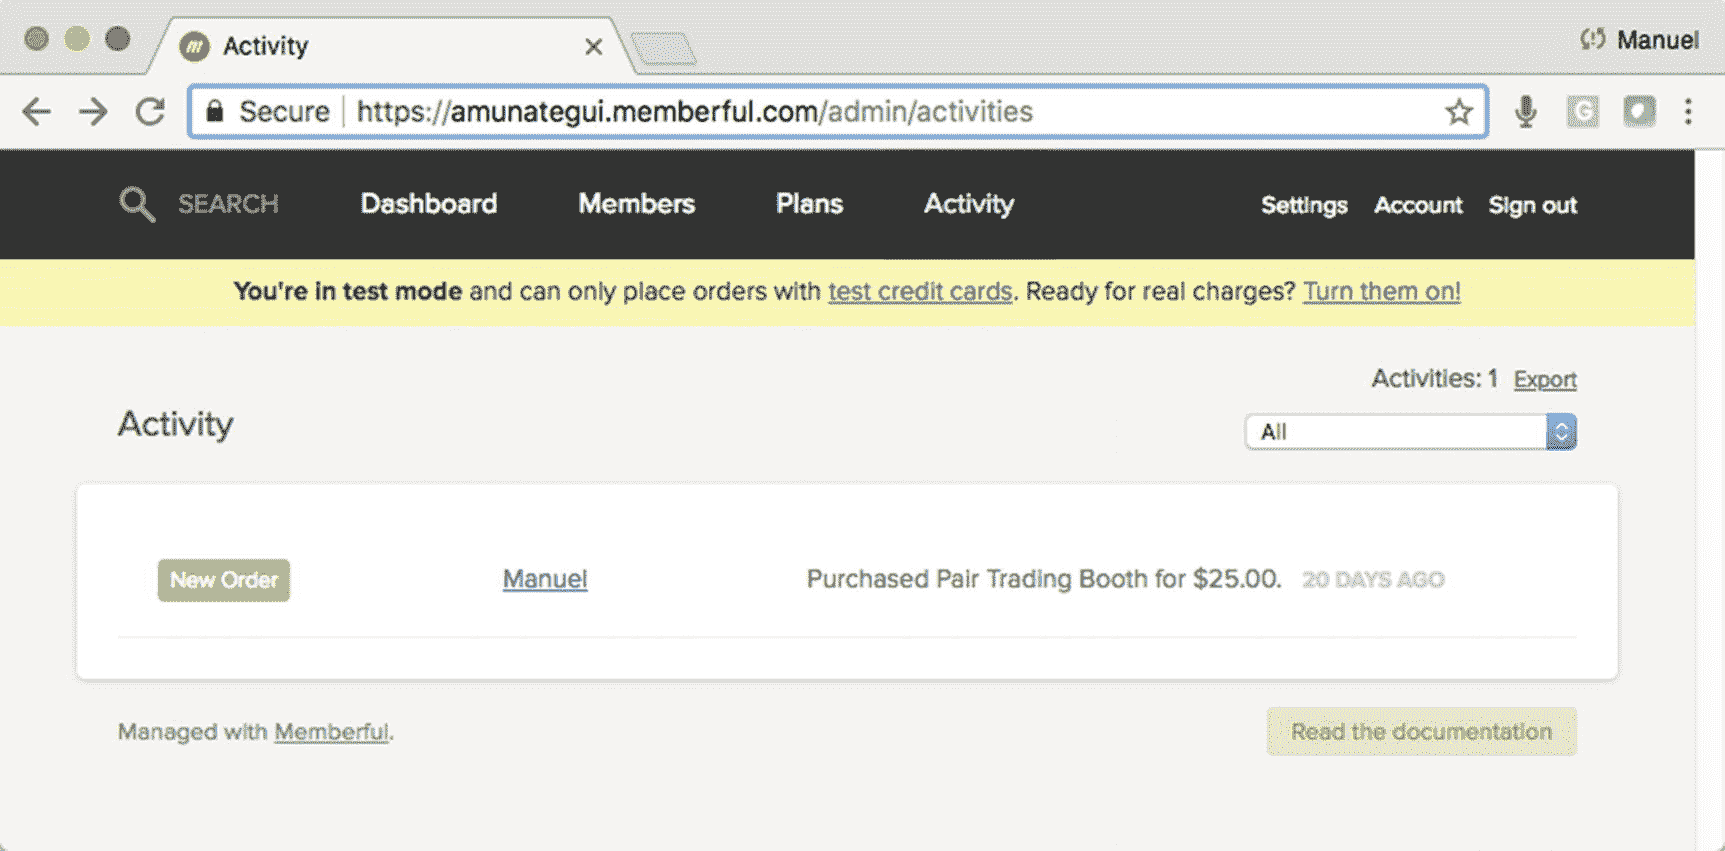 Activity
Manuel
Secure https://amunategui.memberful.com/admin/activities
G
SEARCH Dashboard Members Plans Activity Settings Account Sign out
You're in test mode and can only place orders with test credit cards. Ready for real charges? Turn them on!
Activities: 1 Export
Activity
All
New Order Manuel Purchased Pair Trading Booth for $25.00. 20 DAYS AGO
Managed with Memberful.
Read the documentation